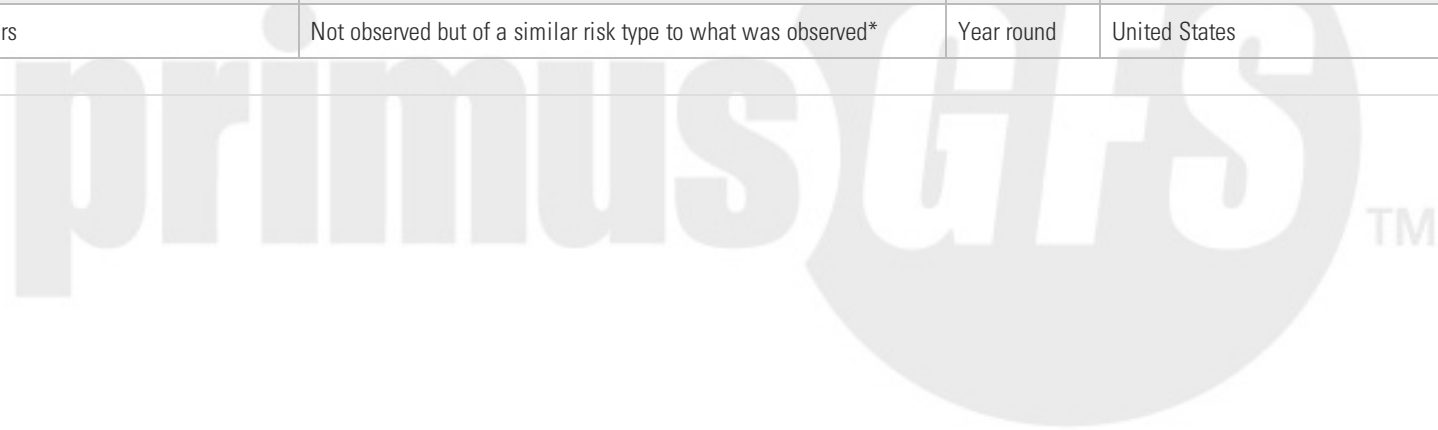 rs Not observed but of a similar risk type to what was observed* Year round United States
primusGFS TM